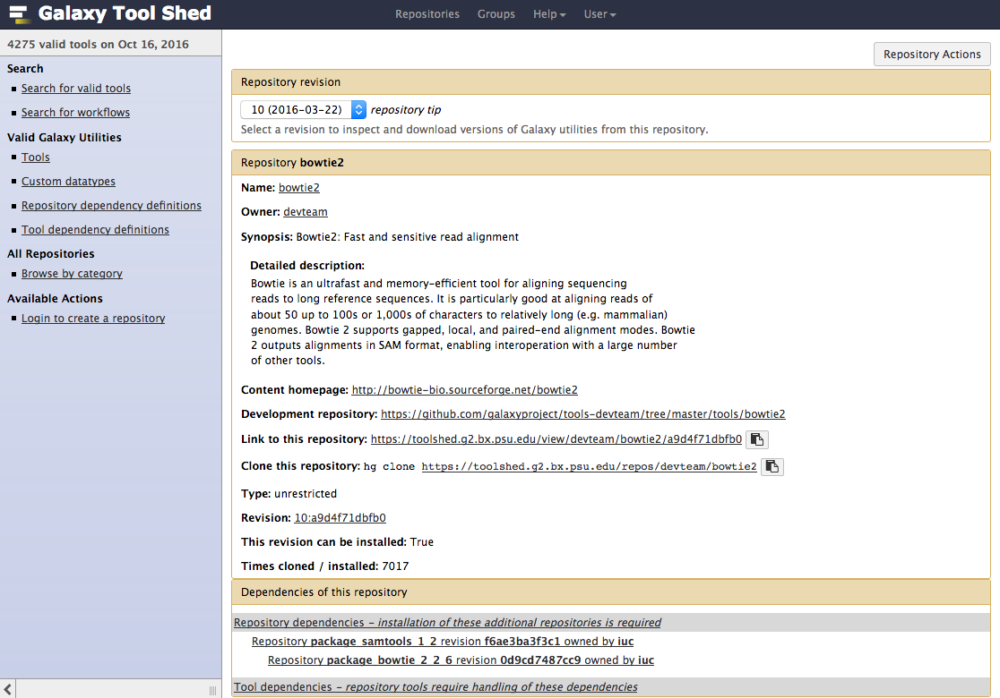 Galaxy Tool Shed
Repositories Groups Help User
4275 valid tools on Oct 16, 2016
Search
Search for valid tools
Search for workflows
Valid Galaxy Utilities
Tools
Custom datatypes
Repository dependency definitions
Tool dependency definitions
All Repositories
Browse by category
Available Actions
Login to create a repository
Repository Actions
Repository revision
10 (2016-03-22) repository tip
Select a revision to inspect and download versions of Galaxy utilities from this repository.
Repository bowtie2
Name: bowtie2
Owner: devteam
Synopsis: Bowtie2: Fast and sensitive read alignment
Detailed description:
Bowtie is an ultrafast and memory-efficient tool for aligning sequencing
reads to long reference sequences. It is particularly good at aligning reads of
about 50 up to 100s or 1,000s of characters to relatively long (e.g. mammalian)
genomes. Bowtie 2 supports gapped, local, and paired-end alignment modes. Bowtie
2 outputs alignments in SAM format, enabling interoperation with a large number
of other tools.
Content homepage: http://bowtie-bio.sourceforge.net/bowtie2
Development repository: https://github.com/galaxyproject/tools-devteam/tree/master/tools/bowtie2
Link to this repository: https://toolshed.g2.bx.psu.edu/view/devteam/bowtie2/a9d4f71dbfb0
Clone this repository: hg clone https://toolshed.g2.bx.psu.edu/repos/devteam/bowtie2
Type: unrestricted
Revision: 10:a9d4f71dbfb0
This revision can be installed: True
Times cloned / installed: 7017
Dependencies of this repository
Repository dependencies – installation of these additional repositories is required
Repository package_samtools_1_2 revision f6ae3ba3f3c1 owned by iuc
Repository package_bowtie_2_2_6 revision 0d9cd7487cc9 owned by iuc
Tool dependencies – repository tools require handling of these dependencies